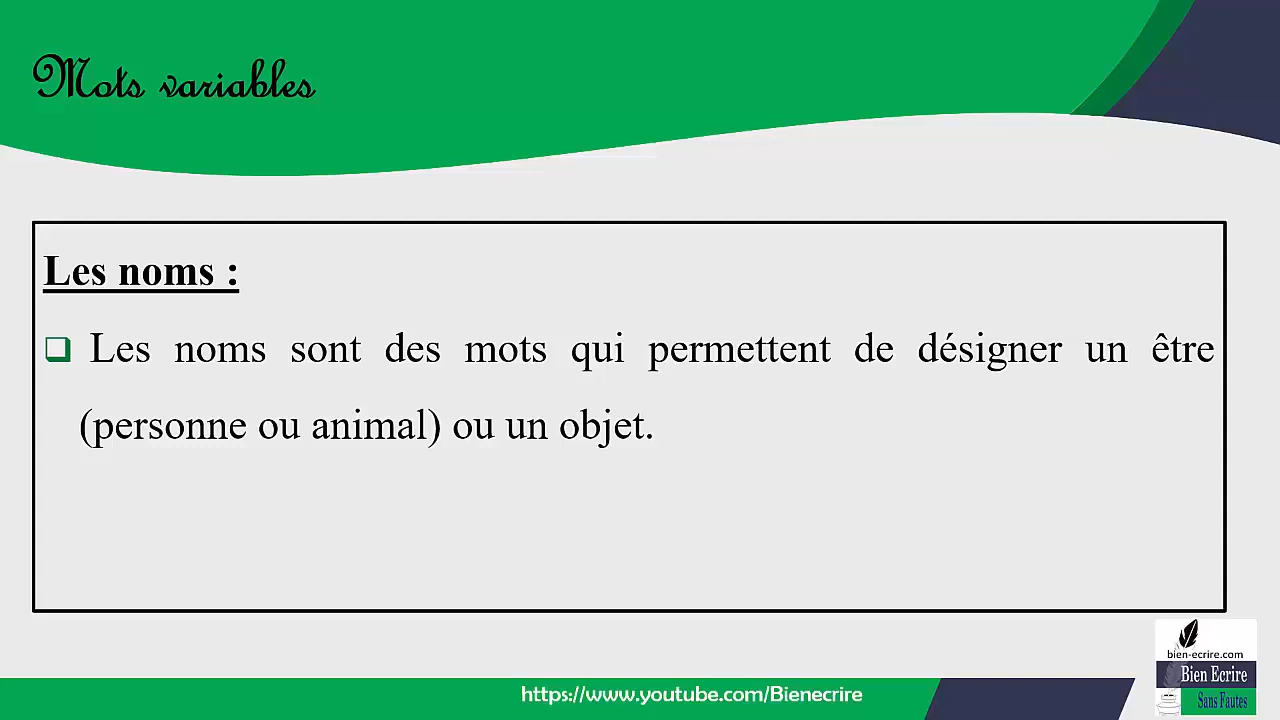 Mots variables
Les noms :
Les noms sont des mots qui permettent de désigner un être
(personne ou animal) ou un objet.
bien-ecrire.com
Bien Ecrire
Sans Fautes
https://www.youtube.com/Bienecrire